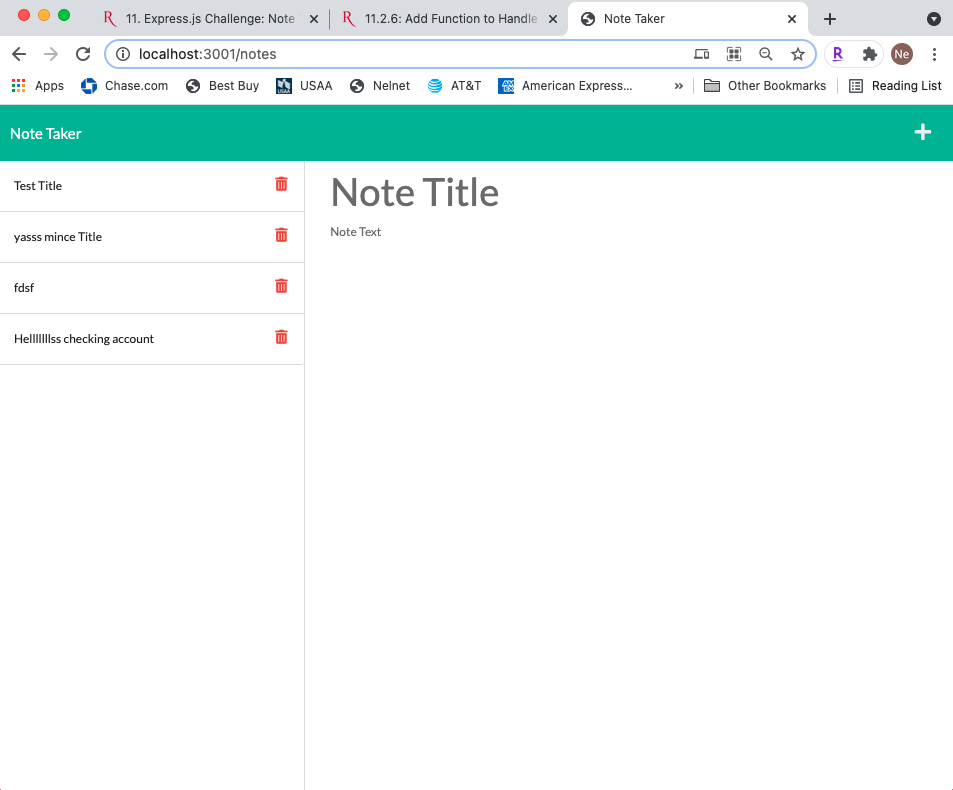 11. Express.js Challenge: Note
11.2.6: Add Function to Handle
Note Taker
localhost:3001/notes
R
Ne
Apps
Chase.com
Best Buy
USAA
Nelnet
AT&T
American Express...
»
Other Bookmarks
Reading List
Note Taker
Test Title
yasss mince Title
fdsf
Helllllllss checking account
Note Title
Note Text